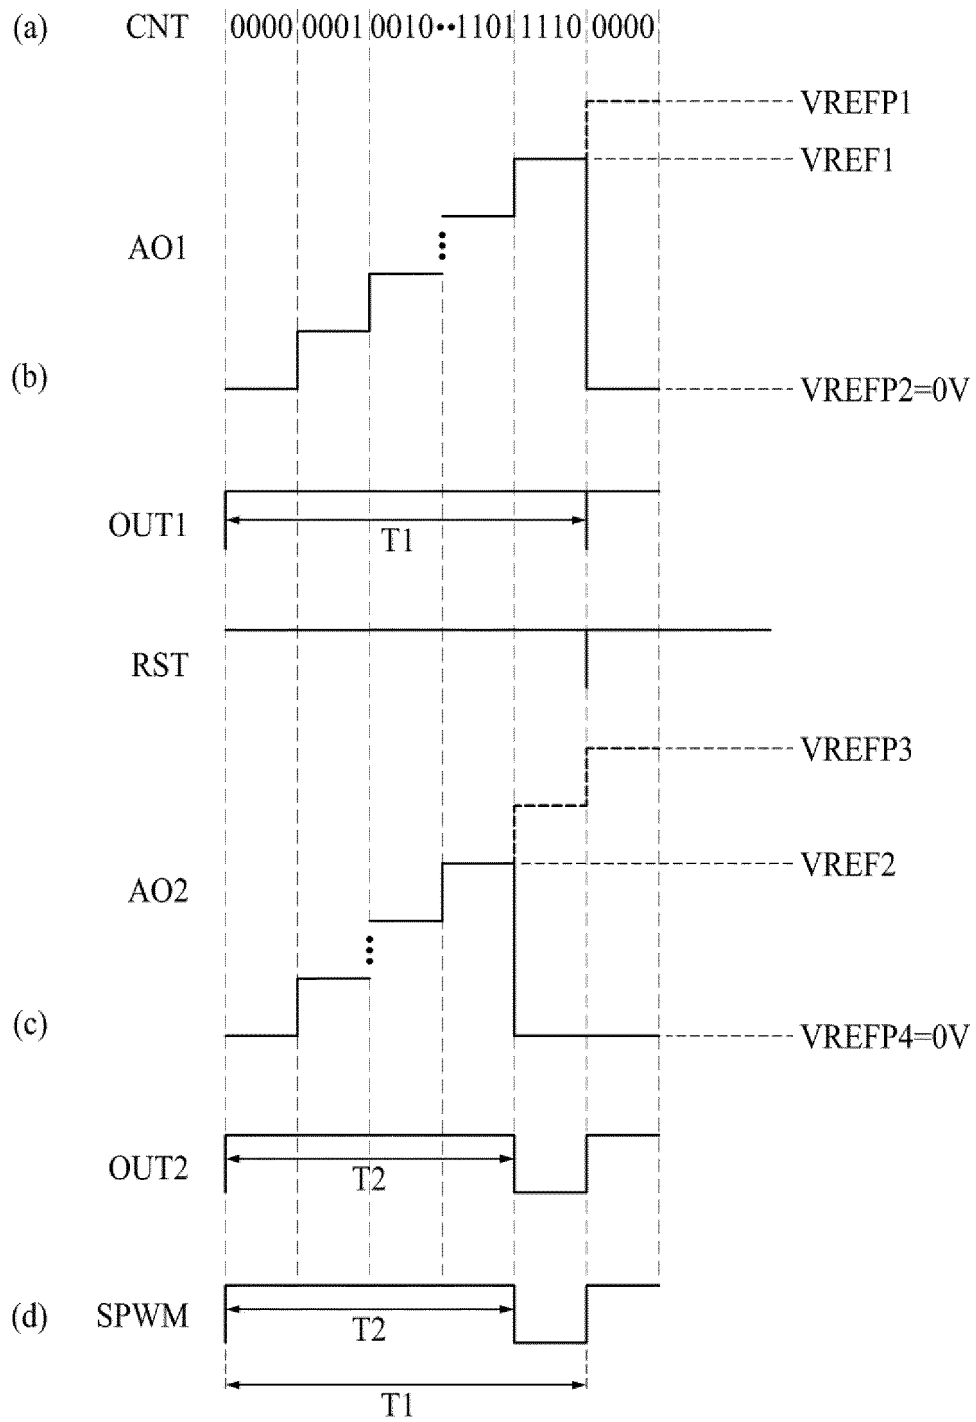 (a) CNT 0000 0001 0010··1101 1110 0000
VREFP1
VREF1
AO1
(b)
VREFP2=0V
OUT1
T1
RST
VREFP3
VREF2
AO2
(c)
VREFP4=0V
OUT2
T2
(d) SPWM
T2
T1